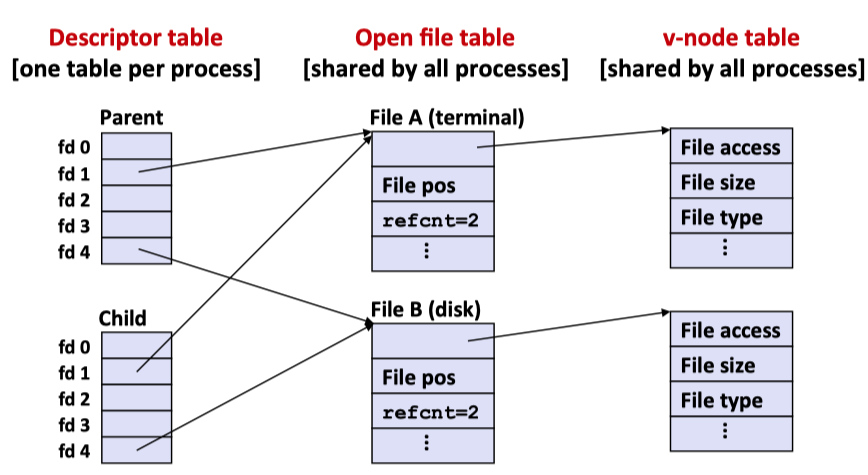 Descriptor table
[one table per process]
Open file table
[shared by all processes]
v-node table
[shared by all processes]
Parent
fd 0
fd 1
fd 2
fd 3
fd 4
File A (terminal)
File pos
refcnt=2
⋮
File access
File size
File type
⋮
Child
fd 0
fd 1
fd 2
fd 3
fd 4
File B (disk)
File pos
refcnt=2
⋮
File access
File size
File type
⋮